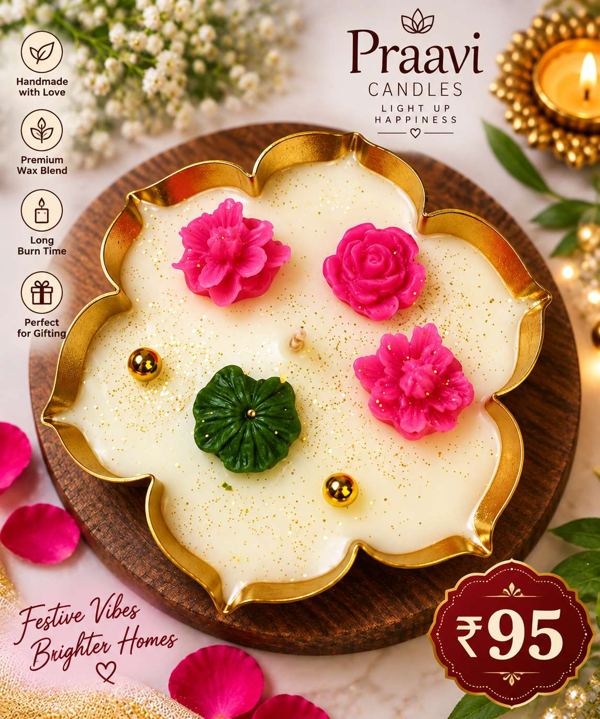 Praavi
CANDLES
LIGHT UP
HAPPINESS
Handmade
with Love
Premium
Wax Blend
Long
Burn Time
Perfect
for Gifting
Festive Vibes
Brighter Homes
₹95